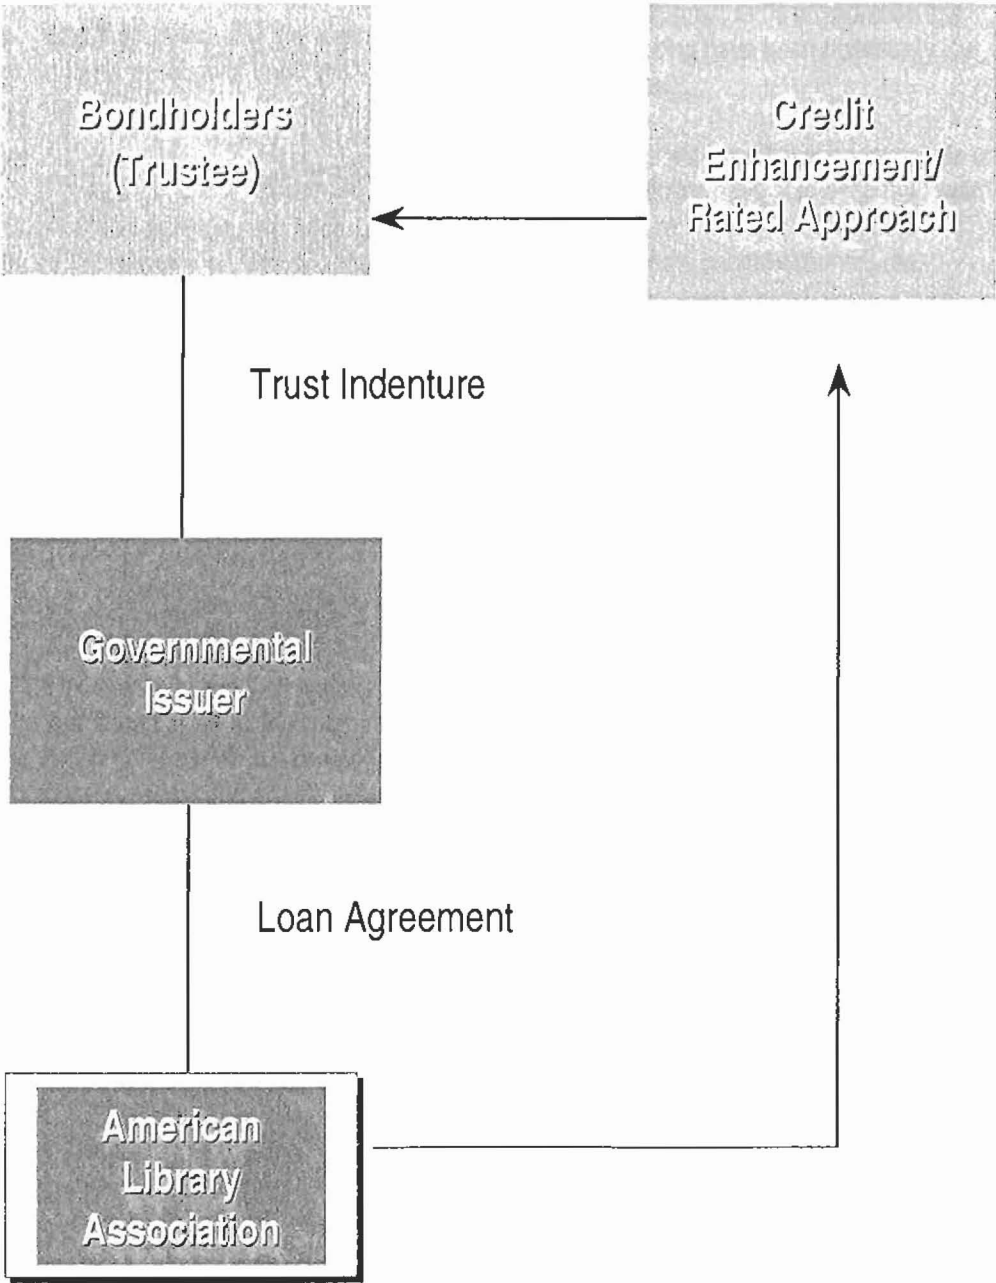 Bondholders
(Trustee)
Credit
Enhancement/
Rated Approach
Trust Indenture
Governmental
Issuer
Loan Agreement
American
Library
Association